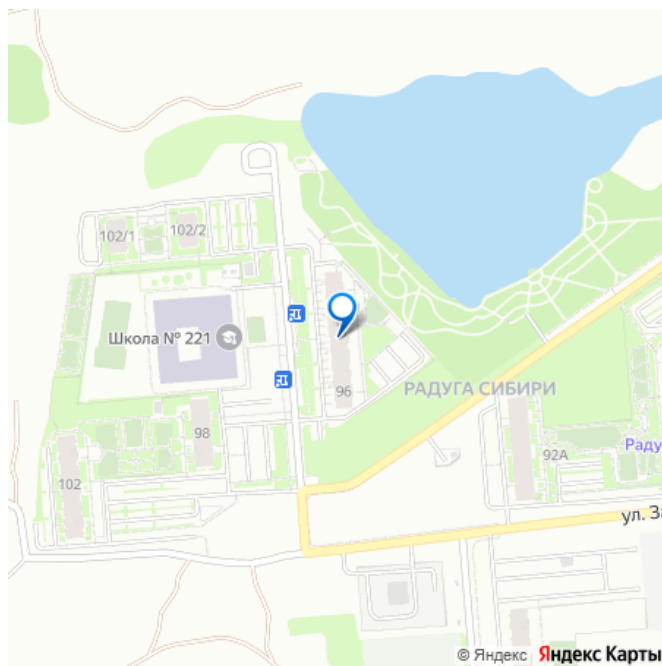 102/1
102/2
Школа № 221
96
РАДУГА СИБИРИ
98
92А
Раду
102
ул. За
© Яндекс
Яндекс Карты